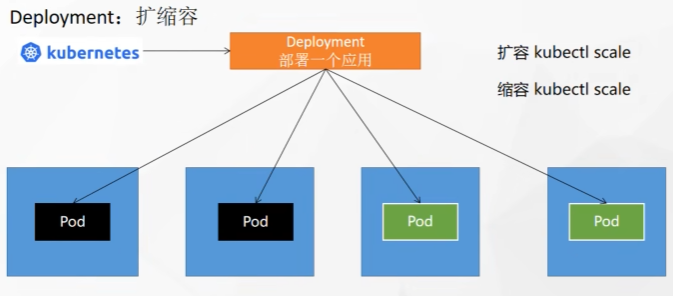 Deployment：扩缩容
kubernetes
Deployment
部署一个应用
扩容 kubectl scale
缩容 kubectl scale
Pod
Pod
Pod
Pod